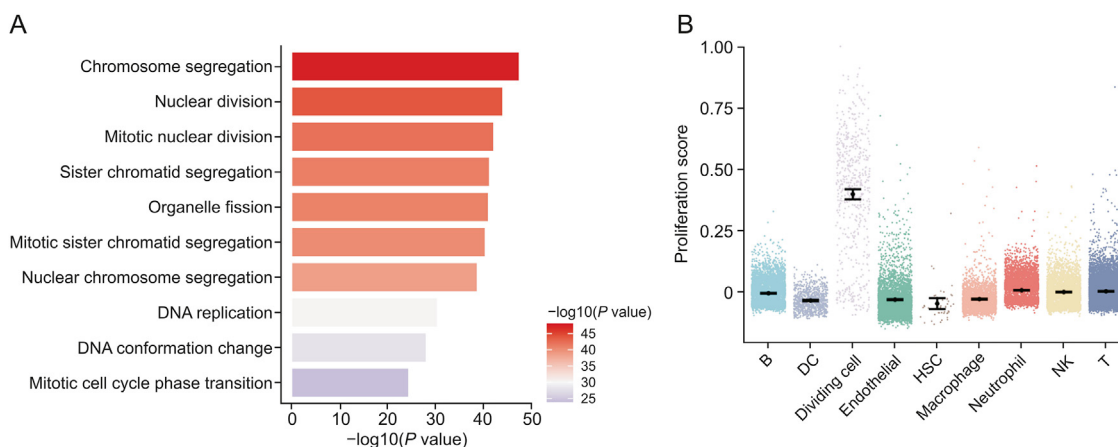 A
Chromosome segregation
Nuclear division
Mitotic nuclear division
Sister chromatid segregation
Organelle fission
Mitotic sister chromatid segregation
Nuclear chromosome segregation
DNA replication
DNA conformation change
Mitotic cell cycle phase transition
0 10 20 30 40 50
−log10(P value)
−log10(P value)
45
40
35
30
25
B
Proliferation score
1.00
0.75
0.50
0.25
0
B
DC
Dividing cell
Endothelial
HSC
Macrophage
Neutrophil
NK
T